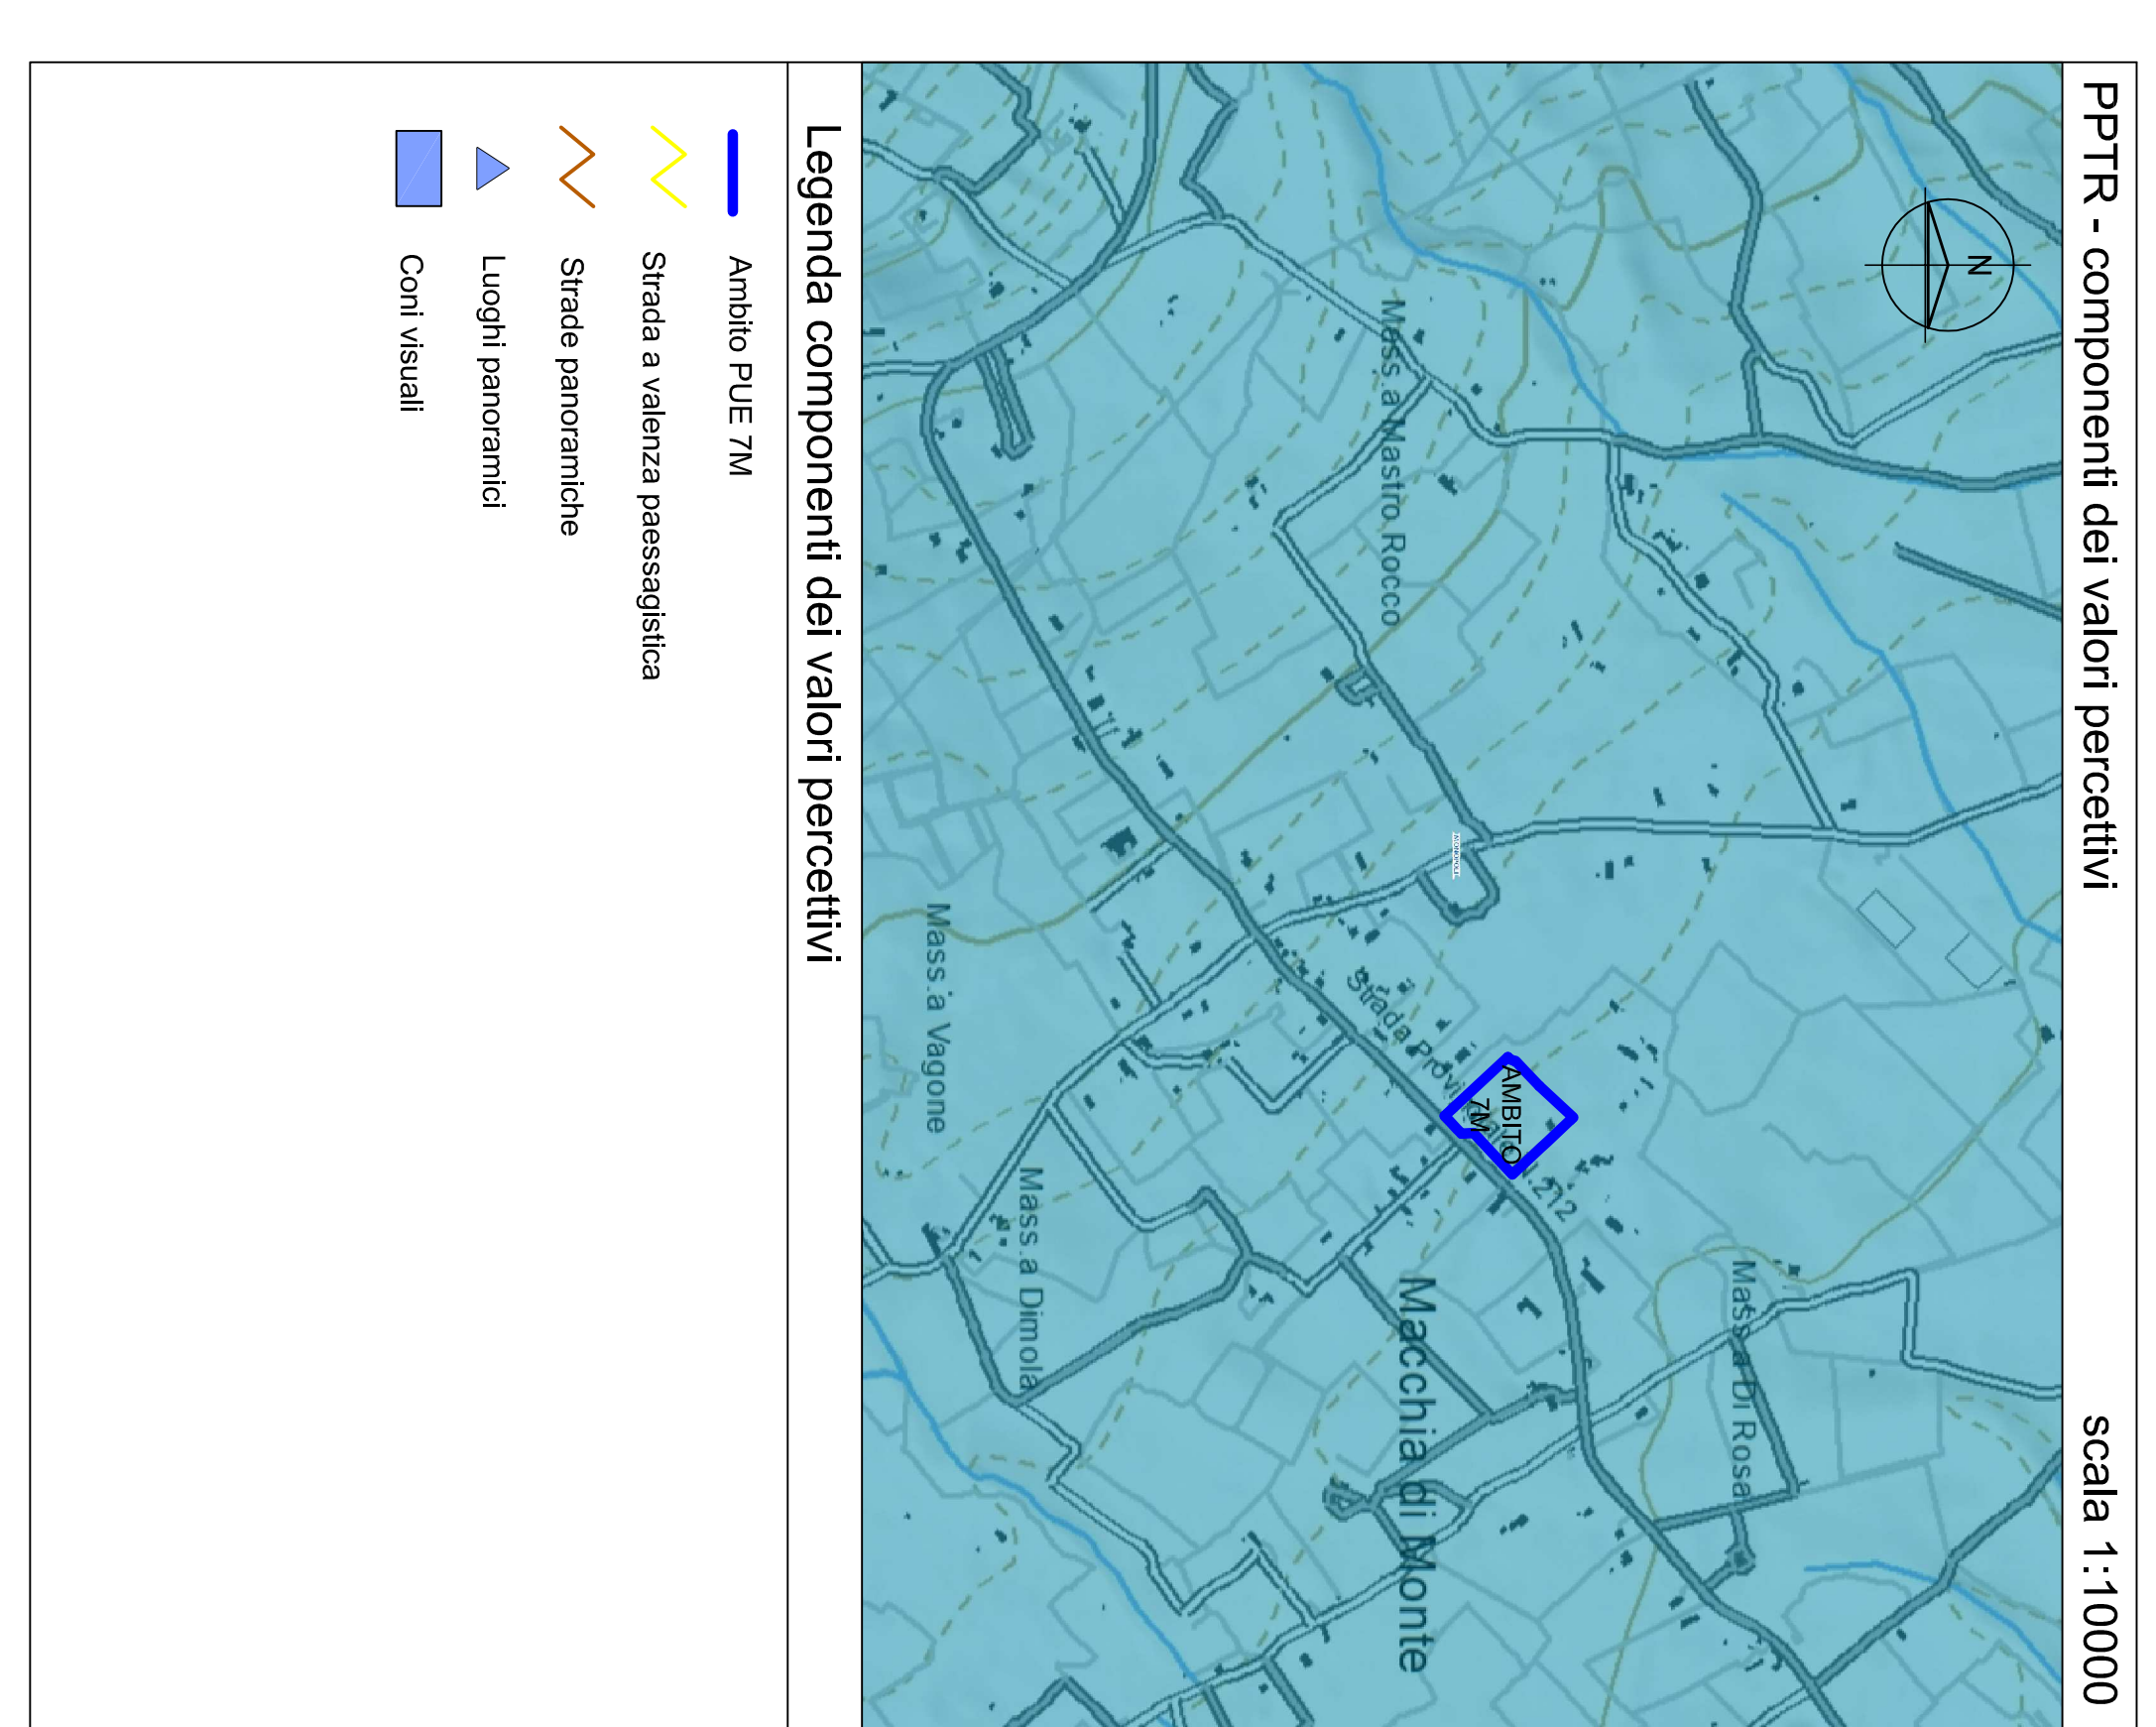 PPTR - componenti dei valori percettivi
scala 1:10000
N
Mass.a Mastro Rocco
MONOPOLI
Strada Provinciale N.212
AMBITO
7M
Mass.a Di Rosa
Macchia di Monte
Mass.a Dimola
Mass.a Vagone
Legenda componenti dei valori percettivi
Ambito PUE 7M
Strada a valenza paessagistica
Strade panoramiche
Luoghi panoramici
Coni visuali